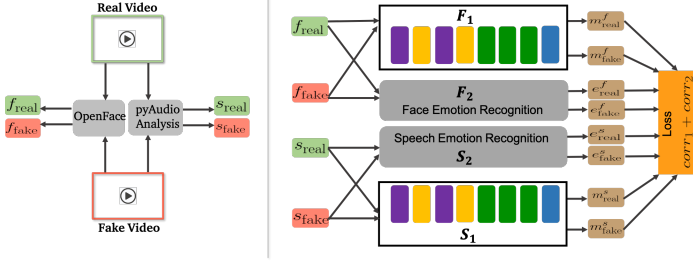 Real Video
f_real
f_fake
OpenFace
pyAudio
Analysis
s_real
s_fake
Fake Video
f_real
f_fake
s_real
s_fake
F_1
F_2
Face Emotion Recognition
Speech Emotion Recognition
S_2
S_1
m^f_real
m^f_fake
e^f_real
e^f_fake
e^s_real
e^s_fake
m^s_real
m^s_fake
Loss
corr_1 + corr_2